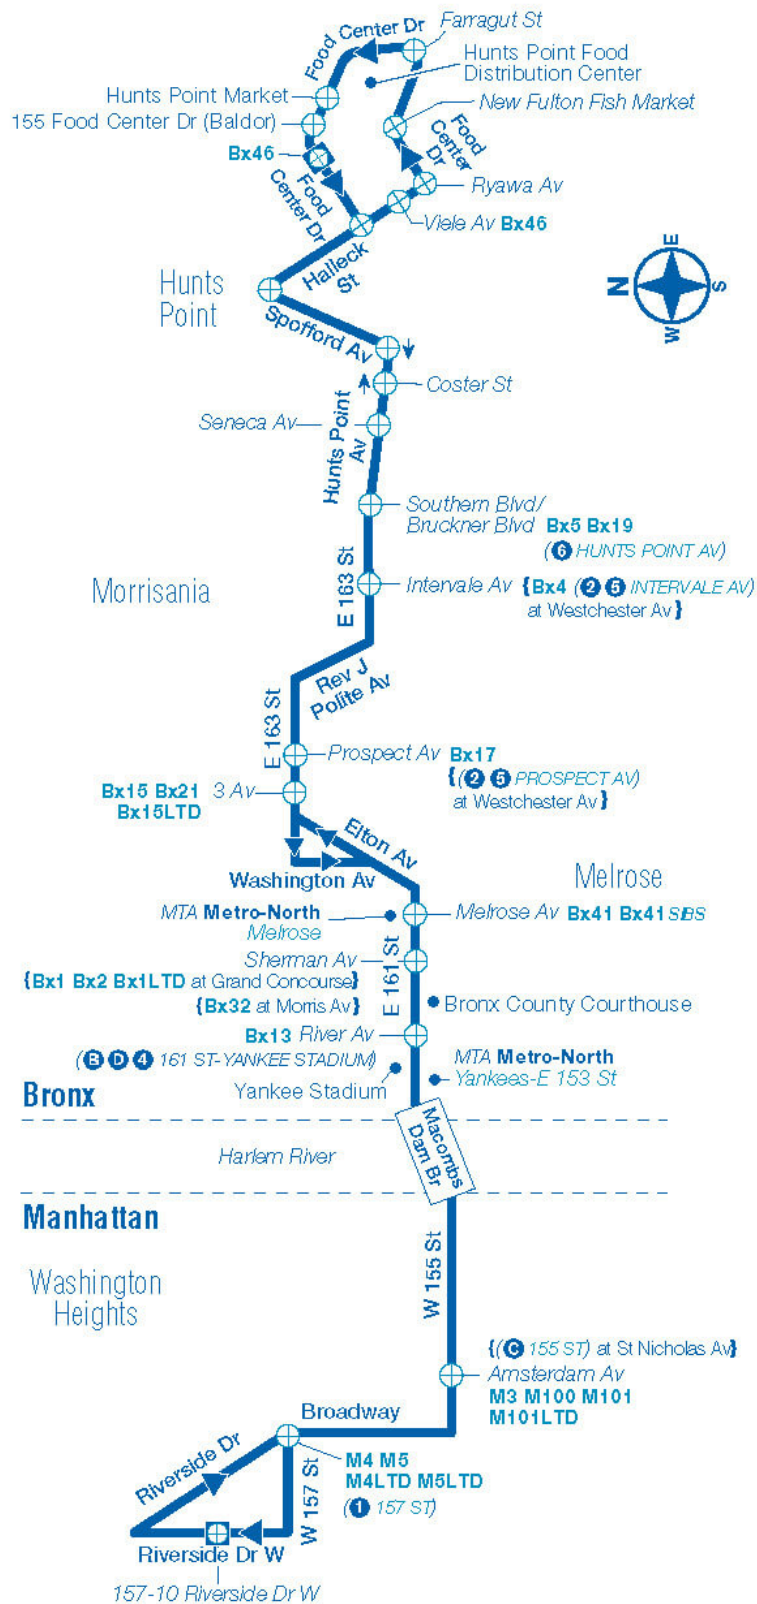 Food Center Dr
Farragut St
Hunts Point Food
Distribution Center
Hunts Point Market
New Fulton Fish Market
155 Food Center Dr (Baldor)
Food
Center
Dr
Bx46
Food
Center Dr
Ryawa Av
Viele Av Bx46
Halleck
St
Hunts
Point
N
E
S
W
Spofford Av
Coster St
Seneca Av
Hunts Point
Av
Southern Blvd/
Bruckner Blvd Bx5 Bx19
(6 HUNTS POINT AV)
E 163 St
Intervale Av {Bx4 (2 5 INTERVALE AV)
at Westchester Av}
Morrisania
Rev J
Polite Av
E 163 St
Prospect Av Bx17
{(2 5 PROSPECT AV)
at Westchester Av}
Bx15 Bx21 3 Av
Bx15LTD
Elton Av
Washington Av
Melrose
MTA Metro-North
Melrose
Melrose Av Bx41 Bx41 SBS
Sherman Av
{Bx1 Bx2 Bx1LTD at Grand Concourse}
{Bx32 at Morris Av}
E 161 St
Bronx County Courthouse
Bx13 River Av
(B D 4 161 ST-YANKEE STADIUM)
MTA Metro-North
Yankees-E 153 St
Yankee Stadium
Bronx
Macombs
Dam Br
Harlem River
Manhattan
Washington
Heights
W 155 St
{(C 155 ST) at St Nicholas Av}
Amsterdam Av
M3 M100 M101
M101LTD
Broadway
Riverside Dr
M4 M5
M4LTD M5LTD
(1 157 ST)
W 157 St
Riverside Dr W
157-10 Riverside Dr W